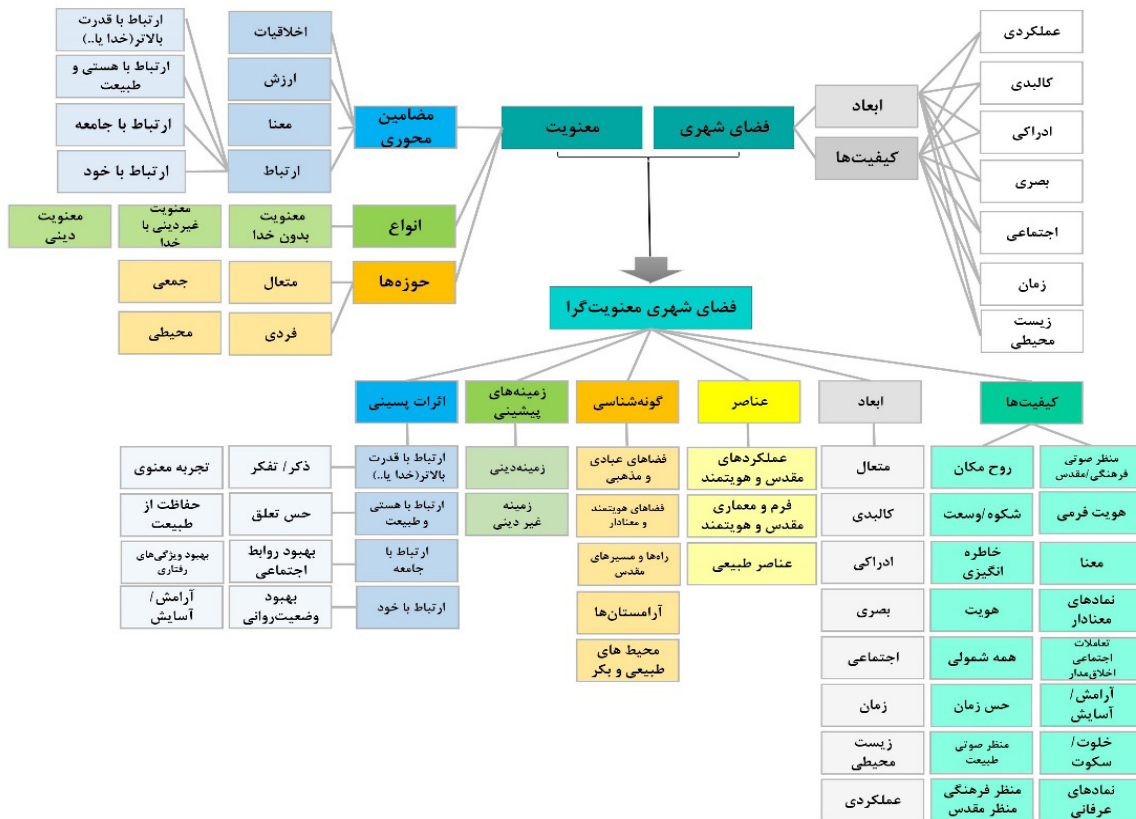 فضای شهری
معنویت
ابعاد
کیفیت‌ها
عملکردی
کالبدی
ادراکی
بصری
اجتماعی
زمان
زیست
محیطی
مضامین
محوری
اخلاقیات
ارزش
معنا
ارتباط
ارتباط با قدرت
بالاتر(خدا یا..)
ارتباط با هستی و
طبیعت
ارتباط با جامعه
ارتباط با خود
انواع
معنویت
بدون خدا
معنویت
غیردینی با
خدا
معنویت
دینی
حوزه‌ها
متعال
جمعی
فردی
محیطی
فضای شهری معنویت‌گرا
کیفیت‌ها
منظر صوتی
فرهنگی/مقدس
روح مکان
هویت فرمی
شکوه/وسعت
معنا
خاطره
انگیزی
نمادهای
معنادار
هویت
تعاملات
اجتماعی
اخلاق‌مدار
همه شمولی
آرامش/
آسایش
حس زمان
خلوت/
سکوت
منظر صوتی
طبیعت
نمادهای
عرفانی
منظر فرهنگی
منظر مقدس
ابعاد
متعال
کالبدی
ادراکی
بصری
اجتماعی
زمان
زیست
محیطی
عملکردی
عناصر
عملکردهای
مقدس و هویتمند
فرم و معماری
مقدس و هویتمند
عناصر طبیعی
گونه‌شناسی
فضاهای عبادی
و مذهبی
فضاهای هویتمند
و معنادار
راه‌ها و مسیرهای
مقدس
آرامستان‌ها
محیط های
طبیعی و بکر
زمینه‌های
پیشینی
زمینه‌دینی
زمینه
غیر دینی
اثرات پسینی
ارتباط با قدرت
بالاتر(خدا یا..)
ذکر/ تفکر
تجربه معنوی
ارتباط با هستی
و طبیعت
حس تعلق
حفاظت از
طبیعت
ارتباط با
جامعه
بهبود روابط
اجتماعی
بهبود ویژگی‌های
رفتاری
ارتباط با خود
بهبود
وضعیت‌روانی
آرامش/
آسایش